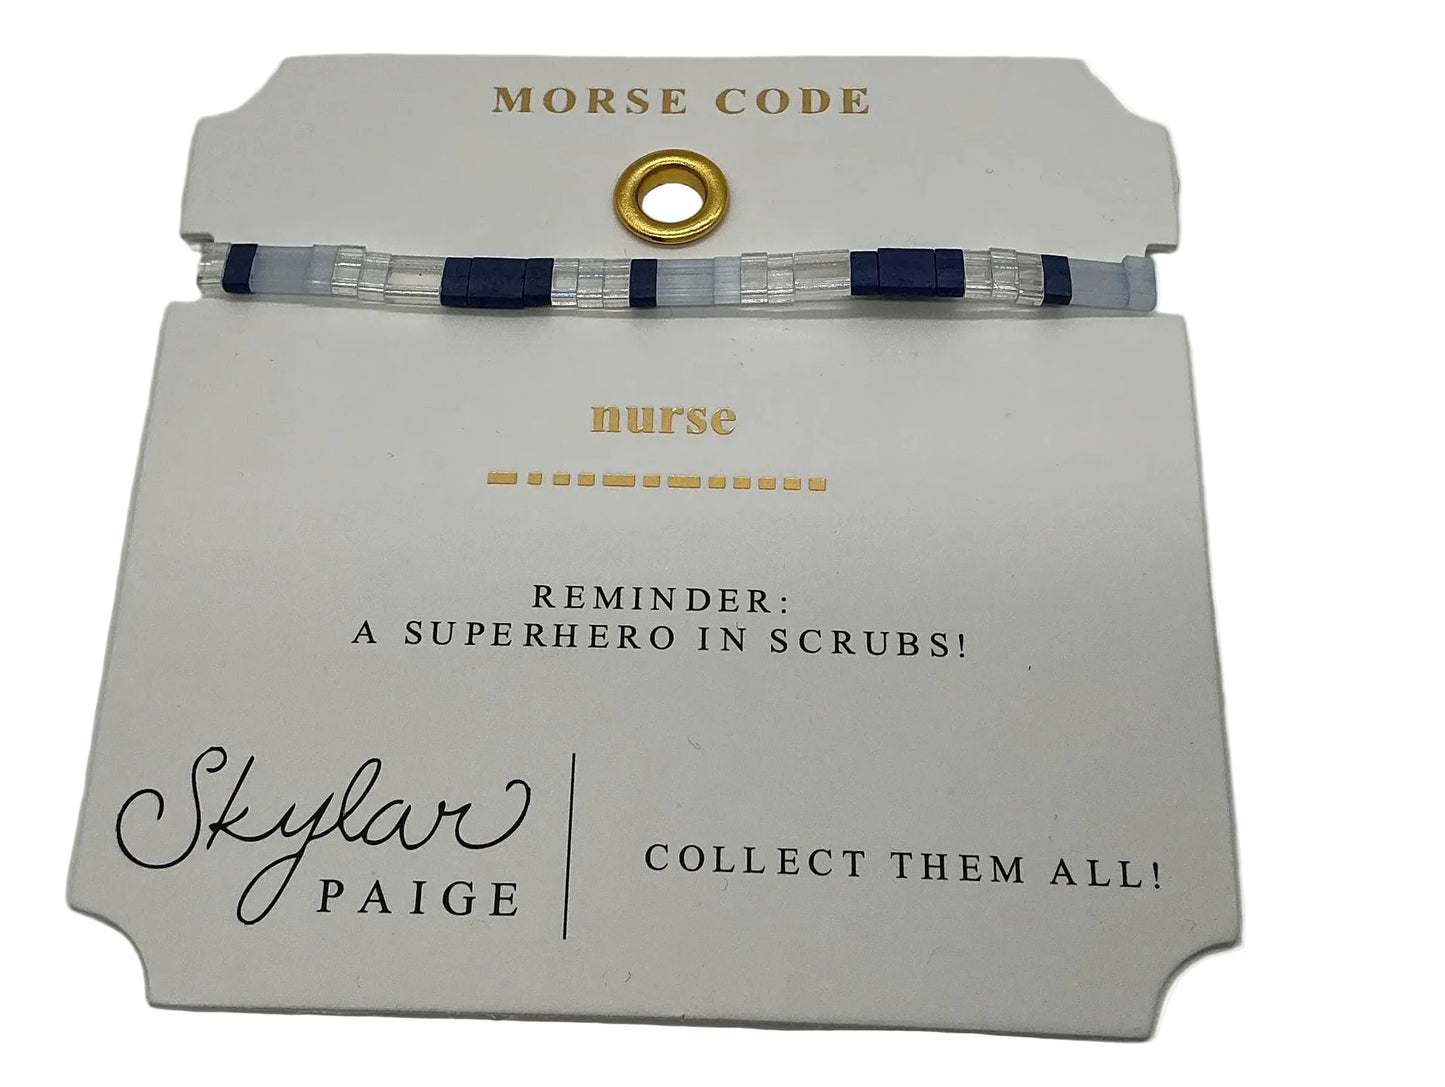 MORSE CODE
nurse
REMINDER:
A SUPERHERO IN SCRUBS!
Skylar
PAIGE
COLLECT THEM ALL!